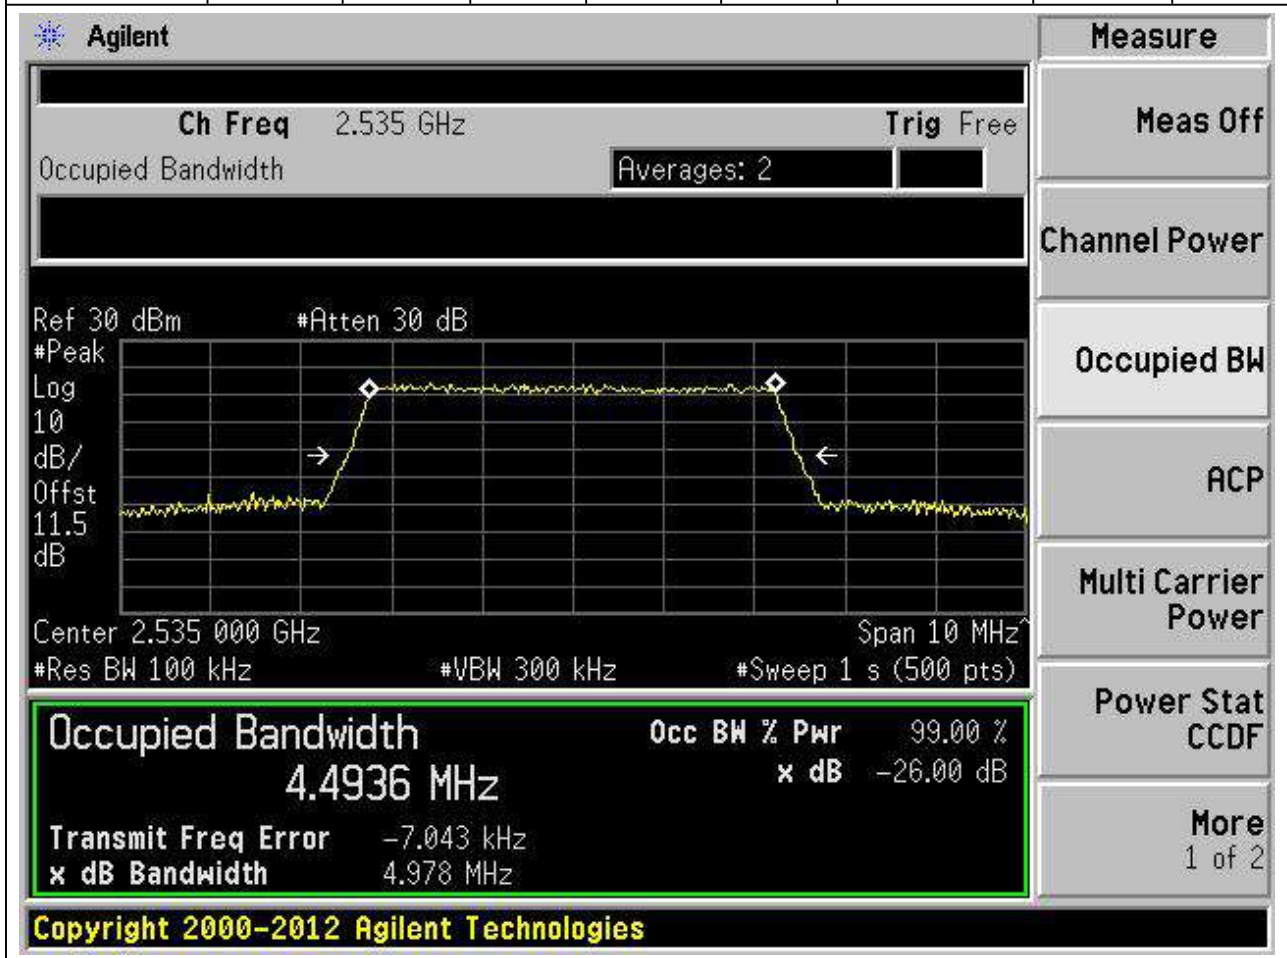 Agilent
Measure
Ch Freq 2.535 GHz Trig Free
Occupied Bandwidth Averages: 2
Meas Off
Channel Power
Occupied BW
ACP
Multi Carrier
Power
Power Stat
CCDF
More
1 of 2
Ref 30 dBm #Atten 30 dB
#Peak
Log
10
dB/
Offst
11.5
dB
Center 2.535 000 GHz Span 10 MHz^
#Res BW 100 kHz #VBW 300 kHz #Sweep 1 s (500 pts)
Occupied Bandwidth
4.4936 MHz
Occ BW % Pwr 99.00 %
x dB -26.00 dB
Transmit Freq Error -7.043 kHz
x dB Bandwidth 4.978 MHz
Copyright 2000-2012 Agilent Technologies